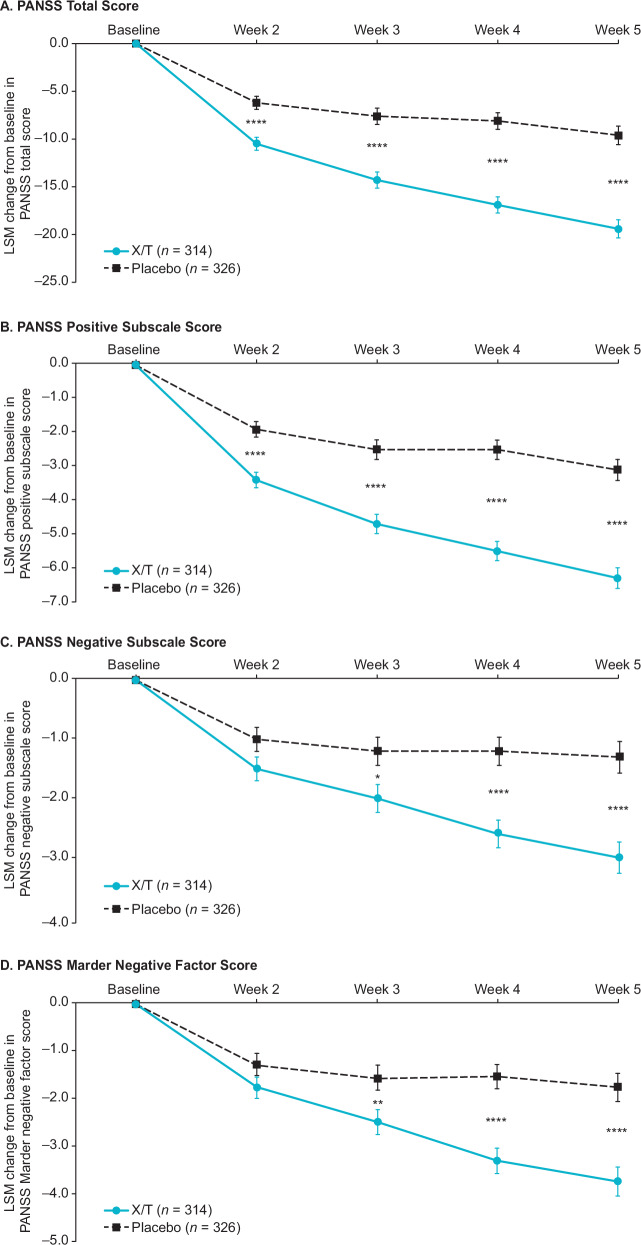 A. PANSS Total Score
Baseline Week 2 Week 3 Week 4 Week 5
0.0
–5.0
–10.0
–15.0
–20.0
–25.0
LSM change from baseline in
PANSS total score
**** **** **** ****
X/T (n = 314)
Placebo (n = 326)
B. PANSS Positive Subscale Score
Baseline Week 2 Week 3 Week 4 Week 5
0.0
–1.0
–2.0
–3.0
–4.0
–5.0
–6.0
–7.0
LSM change from baseline in
PANSS positive subscale score
**** **** **** ****
X/T (n = 314)
Placebo (n = 326)
C. PANSS Negative Subscale Score
Baseline Week 2 Week 3 Week 4 Week 5
0.0
–1.0
–2.0
–3.0
–4.0
LSM change from baseline in
PANSS negative subscale score
* **** ****
X/T (n = 314)
Placebo (n = 326)
D. PANSS Marder Negative Factor Score
Baseline Week 2 Week 3 Week 4 Week 5
0.0
–1.0
–2.0
–3.0
–4.0
–5.0
LSM change from baseline in
PANSS Marder negative factor score
** **** ****
X/T (n = 314)
Placebo (n = 326)